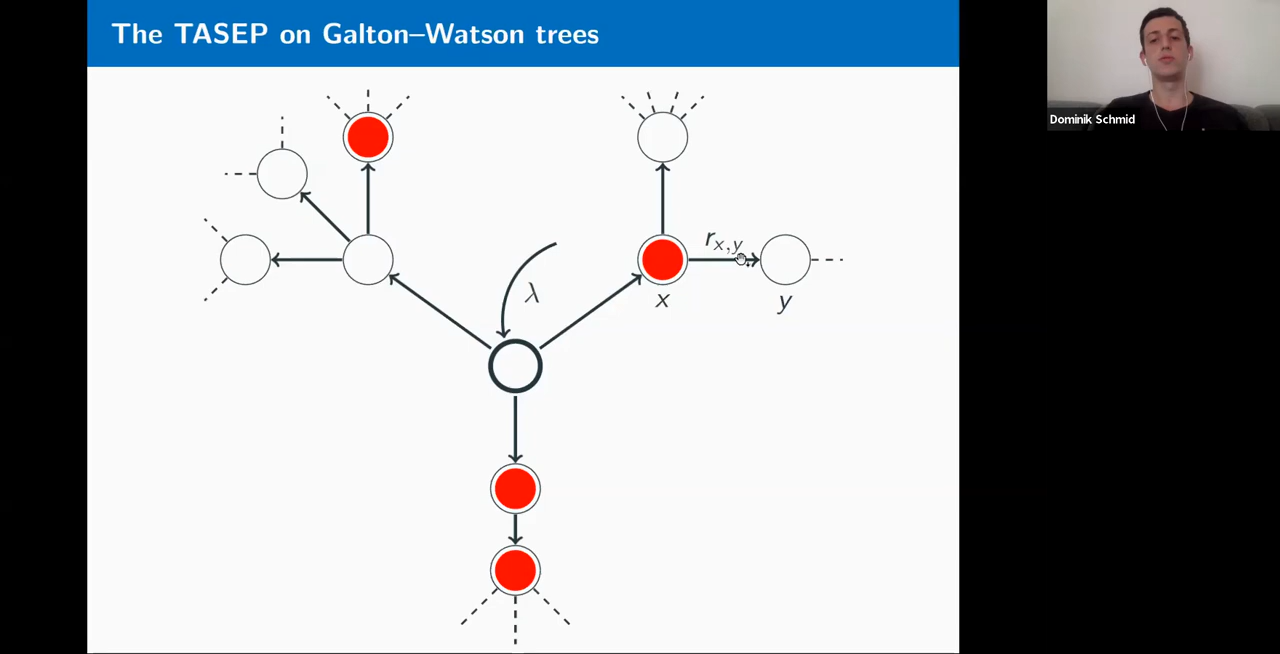 The TASEP on Galton–Watson trees
Dominik Schmid
r_{x,y}
λ
x
y